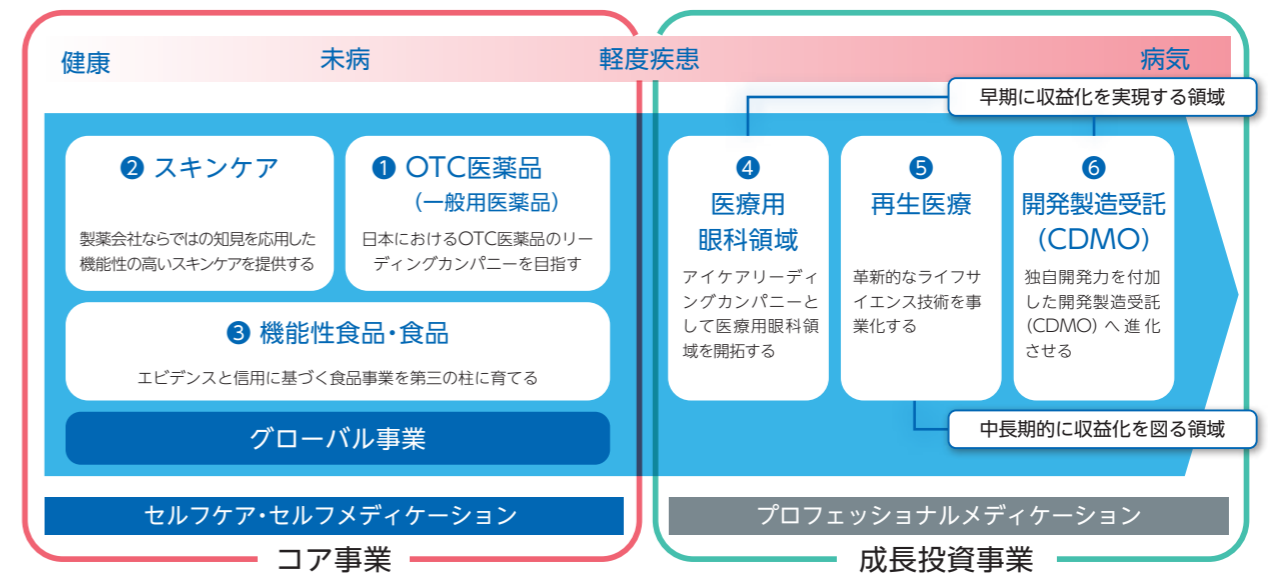 健康
未病
軽度疾患
病気
早期に収益化を実現する領域
❷ スキンケア
製薬会社ならではの知見を応用した
機能性の高いスキンケアを提供する
❶ OTC医薬品
(一般用医薬品)
日本におけるOTC医薬品のリー
ディングカンパニーを目指す
❸ 機能性食品・食品
エビデンスと信用に基づく食品事業を第三の柱に育てる
グローバル事業
❹
医療用
眼科領域
アイケアリーディ
ングカンパニーと
して医療用眼科領
域を開拓する
❺
再生医療
革新的なライフサ
イエンス技術を事
業化する
❻
開発製造受託
(CDMO)
独自開発力を付加
した開発製造受託
(CDMO)へ進化
させる
中長期的に収益化を図る領域
セルフケア・セルフメディケーション
プロフェッショナルメディケーション
コア事業
成長投資事業